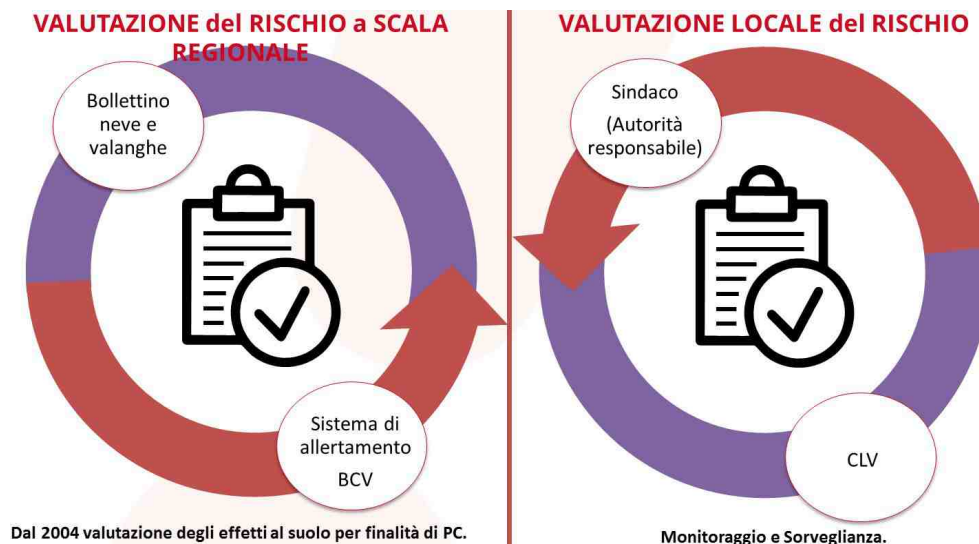 VALUTAZIONE del RISCHIO a SCALA
REGIONALE
Bollettino
neve e
valanghe
Sistema di
allertamento
BCV
Dal 2004 valutazione degli effetti al suolo per finalità di PC.
VALUTAZIONE LOCALE del RISCHIO
Sindaco
(Autorità
responsabile)
CLV
Monitoraggio e Sorveglianza.